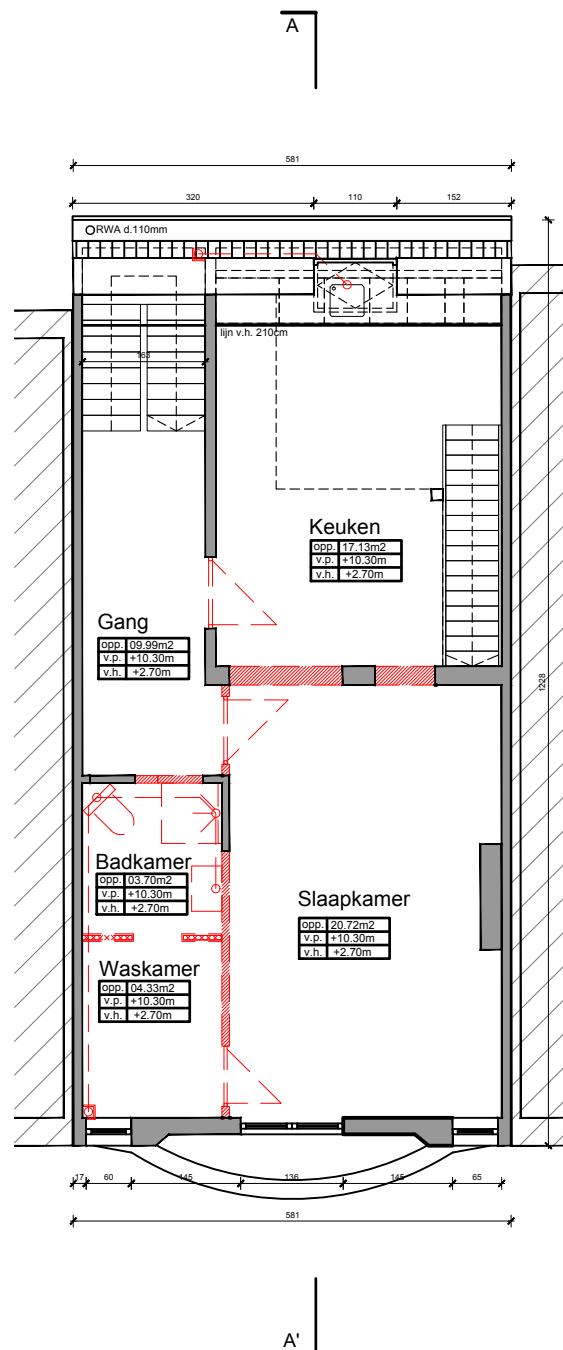 A
581
320 110 152
RWA d.110mm
lijn v.h. 210cm
163
Keuken
opp. 17.13m2
v.p. +10.30m
v.h. +2.70m
Gang
opp. 09.99m2
v.p. +10.30m
v.h. +2.70m
1228
Badkamer
opp. 03.70m2
v.p. +10.30m
v.h. +2.70m
Slaapkamer
opp. 20.72m2
v.p. +10.30m
v.h. +2.70m
Waskamer
opp. 04.33m2
v.p. +10.30m
v.h. +2.70m
17 60 145 136 145 65
581
A'